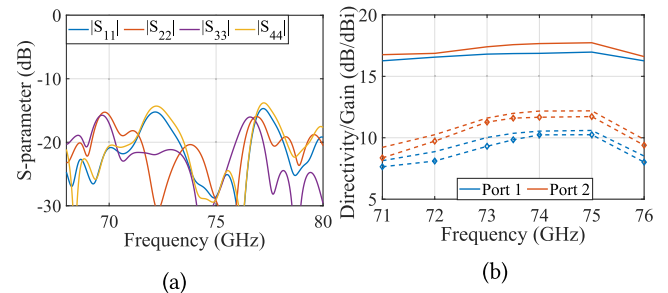 |S11| |S22| |S33| |S44|
0
-10
-20
-30
S-parameter (dB)
70 75 80
Frequency (GHz)
(a)
20
15
10
5
Directivity/Gain (dB/dBi)
Port 1 Port 2
71 72 73 74 75 76
Frequency (GHz)
(b)